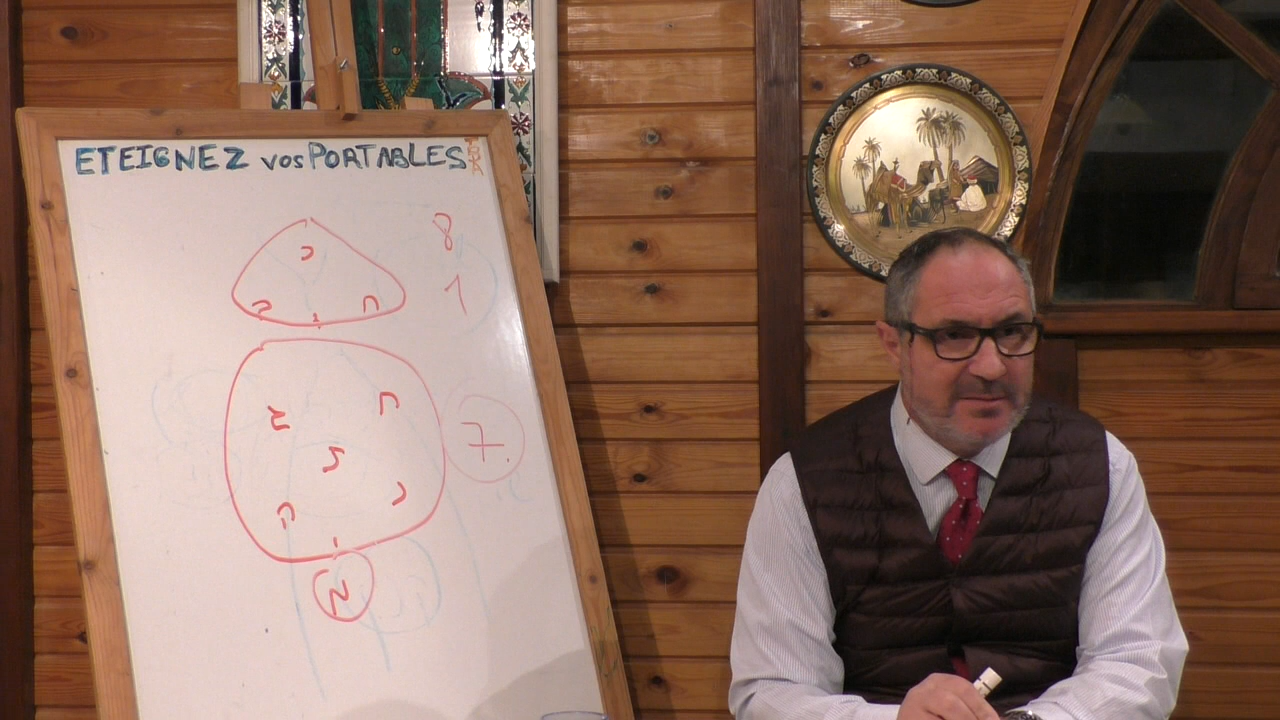 ETEIGNEZ vos PORTABLES
8
כ
ח ב
1
ח ג
7
ת
נ ה
י
מ